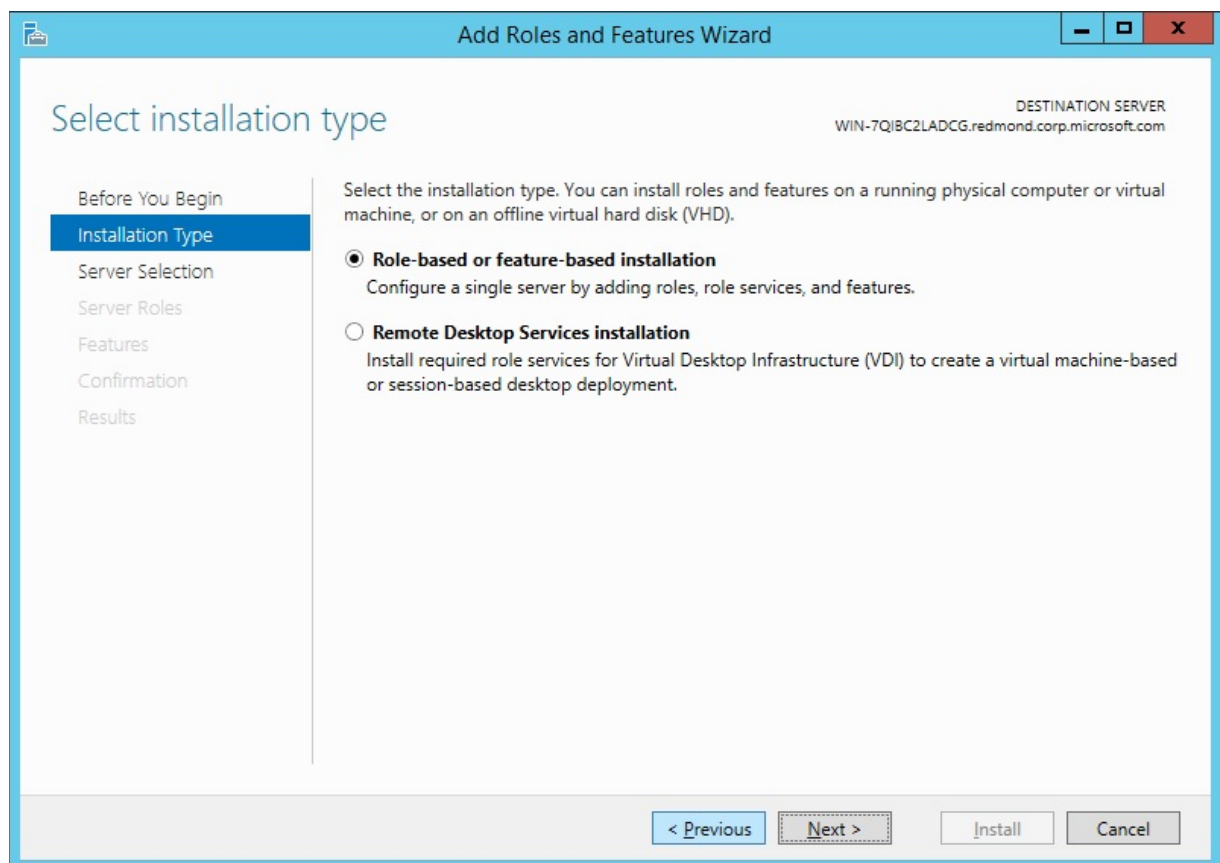 Add Roles and Features Wizard
Select installation type
DESTINATION SERVER
WIN-7QIBC2LADCG.redmond.corp.microsoft.com
Before You Begin
Installation Type
Server Selection
Server Roles
Features
Confirmation
Results
Select the installation type. You can install roles and features on a running physical computer or virtual
machine, or on an offline virtual hard disk (VHD).
Role-based or feature-based installation
Configure a single server by adding roles, role services, and features.
Remote Desktop Services installation
Install required role services for Virtual Desktop Infrastructure (VDI) to create a virtual machine-based
or session-based desktop deployment.
< Previous
Next >
Install
Cancel